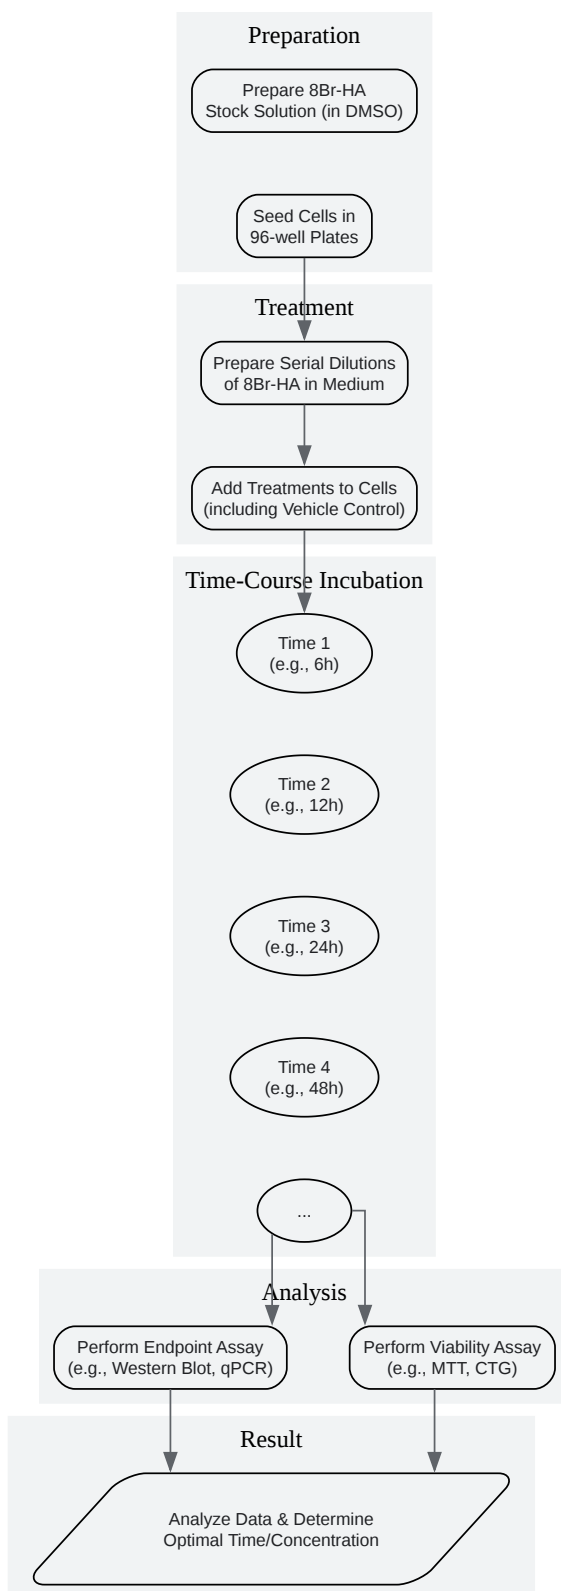 Preparation
Prepare 8Br-HA
Stock Solution (in DMSO)
Seed Cells in
96-well Plates
Treatment
Prepare Serial Dilutions
of 8Br-HA in Medium
Add Treatments to Cells
(including Vehicle Control)
Time-Course Incubation
Time 1
(e.g., 6h)
Time 2
(e.g., 12h)
Time 3
(e.g., 24h)
Time 4
(e.g., 48h)
...
Analysis
Perform Endpoint Assay
(e.g., Western Blot, qPCR)
Perform Viability Assay
(e.g., MTT, CTG)
Result
Analyze Data & Determine
Optimal Time/Concentration